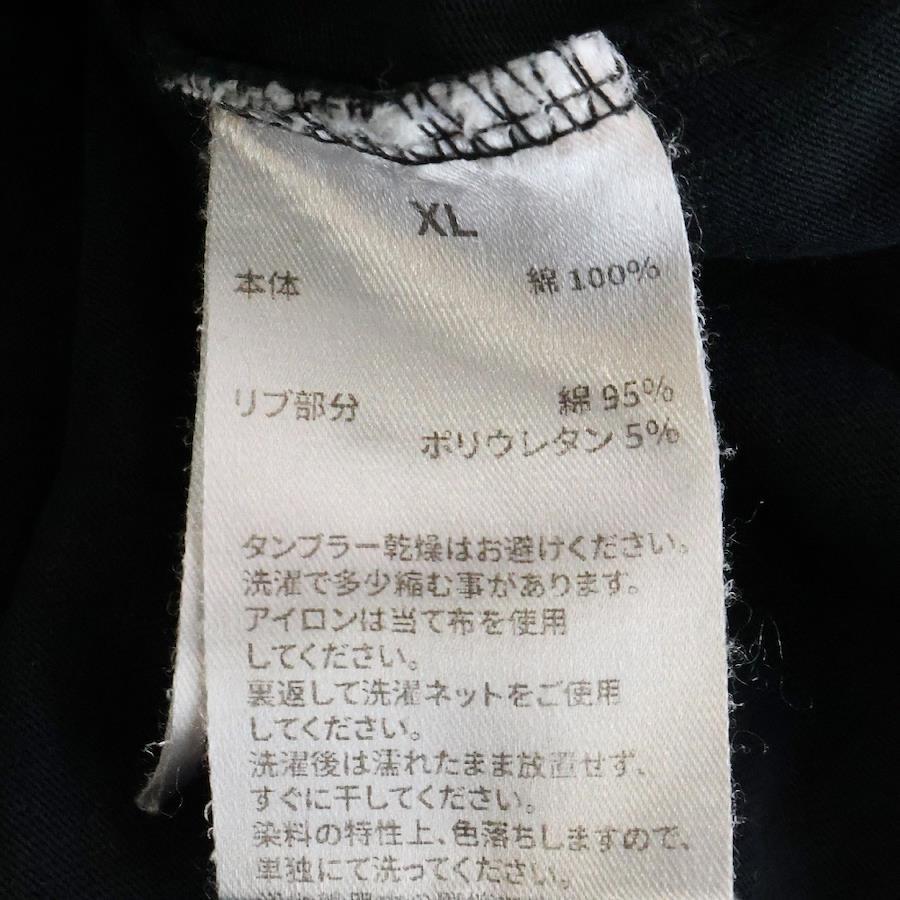 XL
本体 綿 100%
リブ部分 綿 95%
ポリウレタン 5%
タンブラー乾燥はお避けください。
洗濯で多少縮む事があります。
アイロンは当て布を使用
してください。
裏返して洗濯ネットをご使用
してください。
洗濯後は濡れたまま放置せず、
すぐに干してください。
染料の特性上、色落ちしますので、
単独にて洗ってください。